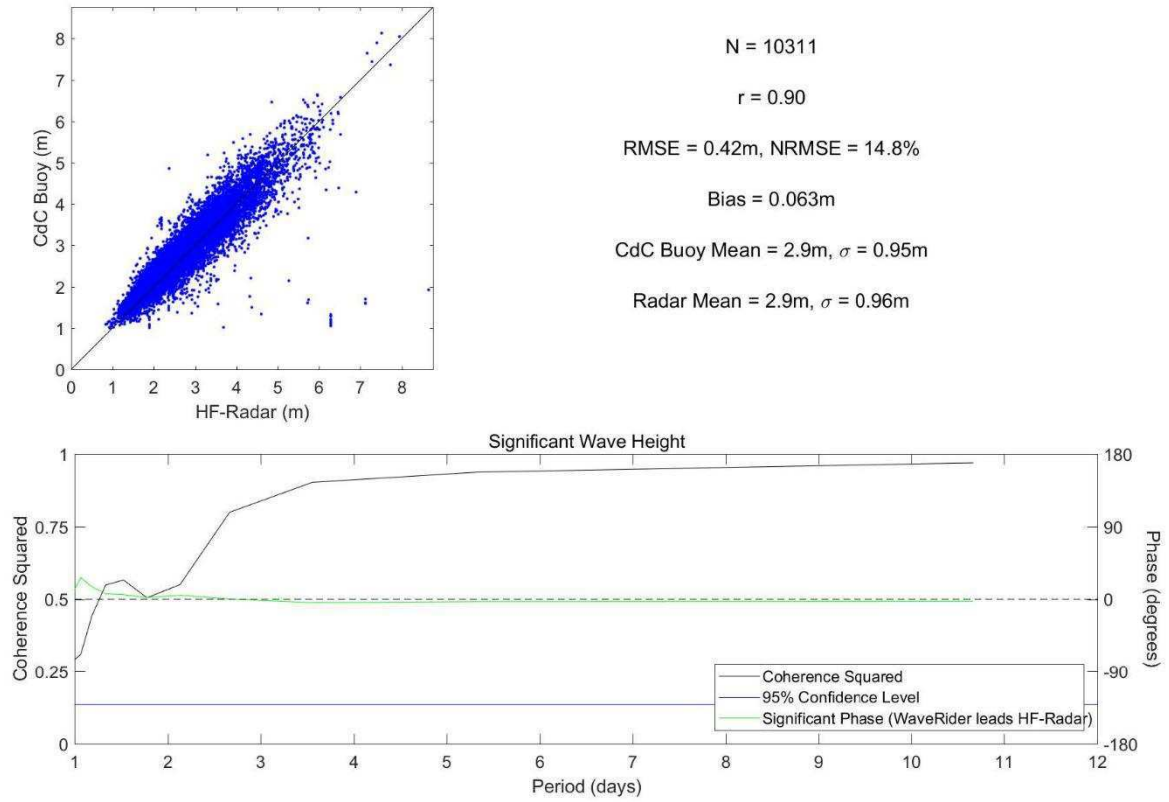 8
7
6
5
4
3
2
1
0
CdC Buoy (m)
0 1 2 3 4 5 6 7 8
HF-Radar (m)
N = 10311
r = 0.90
RMSE = 0.42m, NRMSE = 14.8%
Bias = 0.063m
CdC Buoy Mean = 2.9m, σ = 0.95m
Radar Mean = 2.9m, σ = 0.96m
Significant Wave Height
1
0.75
0.5
0.25
0
Coherence Squared
180
90
0
-90
-180
Phase (degrees)
Coherence Squared
95% Confidence Level
Significant Phase (WaveRider leads HF-Radar)
1 2 3 4 5 6 7 8 9 10 11 12
Period (days)